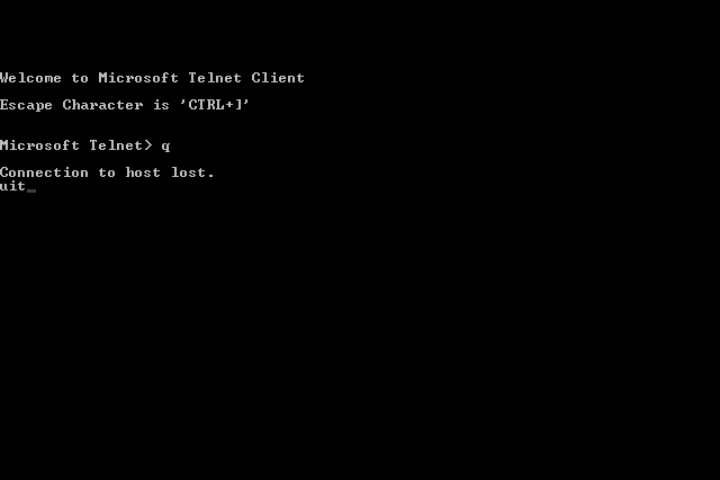 Welcome to Microsoft Telnet Client
Escape Character is 'CTRL+]'
Microsoft Telnet> q
Connection to host lost.
uit_